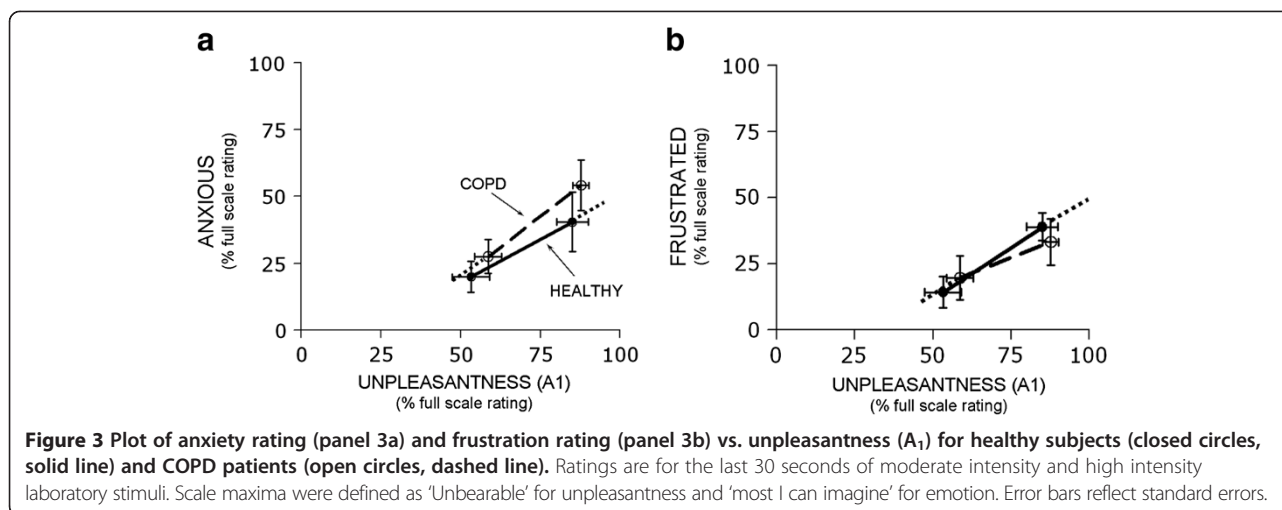 a
100
75
50
25
0
ANXIOUS
(% full scale rating)
COPD
HEALTHY
0 25 50 75 100
UNPLEASANTNESS (A1)
(% full scale rating)
b
100
75
50
25
0
FRUSTRATED
(% full scale rating)
0 25 50 75 100
UNPLEASANTNESS (A1)
(% full scale rating)
Figure 3 Plot of anxiety rating (panel 3a) and frustration rating (panel 3b) vs. unpleasantness (A₁) for healthy subjects (closed circles,
solid line) and COPD patients (open circles, dashed line). Ratings are for the last 30 seconds of moderate intensity and high intensity
laboratory stimuli. Scale maxima were defined as ‘Unbearable’ for unpleasantness and ‘most I can imagine’ for emotion. Error bars reflect standard errors.